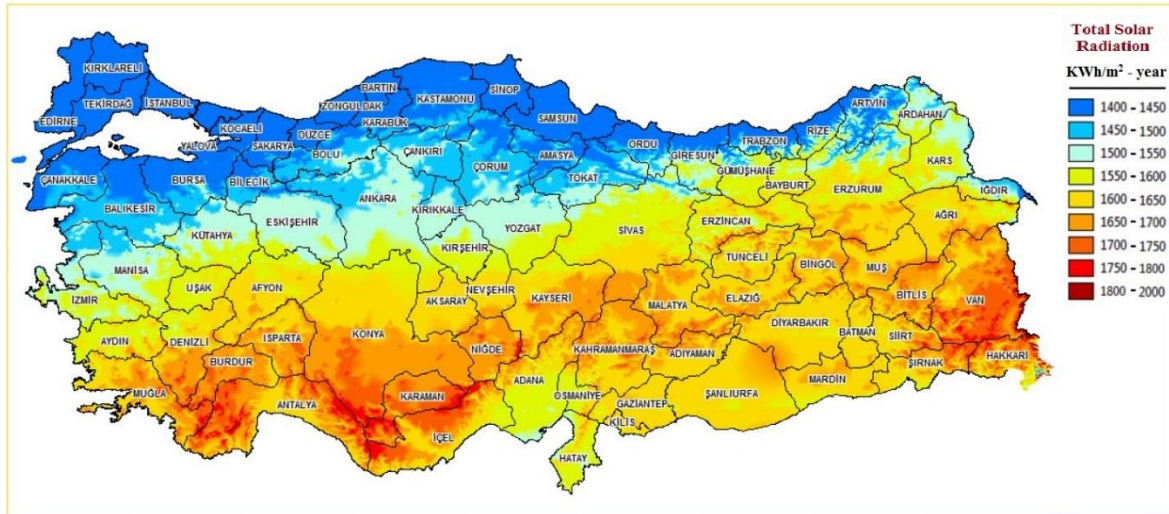 Total Solar
Radiation
KWh/m² - year
1400 - 1450
1450 - 1500
1500 - 1550
1550 - 1600
1600 - 1650
1650 - 1700
1700 - 1750
1750 - 1800
1800 - 2000
KIRKLARELİ
TEKİRDAĞ
İSTANBUL
EDİRNE
KOCAELİ
YALOVA
SAKARYA
DÜZCE
BOLU
ZONGULDAK
BARTIN
KARABÜK
KASTAMONU
SİNOP
SAMSUN
ÇANKIRI
ÇORUM
AMASYA
TOKAT
ORDU
GİRESUN
TRABZON
RİZE
ARTVİN
ARDAHAN
KARS
GÜMÜŞHANE
BAYBURT
ERZURUM
IĞDIR
AĞRI
ÇANAKKALE
BURSA
BİLECİK
BALIKESİR
KÜTAHYA
ESKİŞEHİR
ANKARA
KIRIKKALE
KIRŞEHİR
YOZGAT
SİVAS
ERZİNCAN
TUNCELİ
BİNGÖL
MUŞ
BİTLİS
VAN
MANİSA
İZMİR
UŞAK
AFYON
AKSARAY
NEVŞEHİR
KAYSERİ
MALATYA
ELAZIĞ
DİYARBAKIR
BATMAN
SİİRT
ŞIRNAK
HAKKARİ
AYDIN
DENİZLİ
ISPARTA
BURDUR
KONYA
NİĞDE
KAHRAMANMARAŞ
ADIYAMAN
MARDİN
ŞANLIURFA
MUĞLA
ANTALYA
KARAMAN
İÇEL
ADANA
OSMANİYE
GAZİANTEP
KİLİS
HATAY